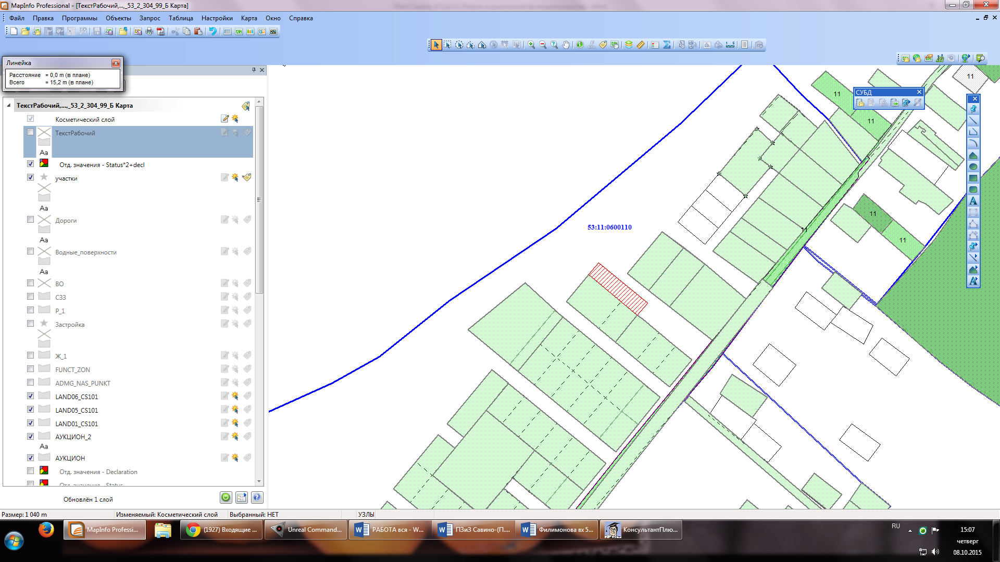 MapInfo Professional - [ТекстРабочий,...,_53_2_304_99_Б Карта]
Файл Правка Программы Объекты Запрос Таблица Настройки Карта Окно Справка
Линейка
Расстояние = 0,0 m (в плане)
Всего = 15,2 m (в плане)
ТекстРабочий,...,_53_2_304_99_Б Карта
Косметический слой
ТекстРабочий
Aa
Отд. значения - Status*2+decl
участки
Aa
Дороги
Aa
Водные_поверхности
Aa
ВО
СЗЗ
Р_1
Застройка
Ж_1
FUNCT_ZON
ADMG_NAS_PUNKT
LAND06_CS101
LAND05_CS101
LAND01_CS101
АУКЦИОН_2
Aa
АУКЦИОН
Отд. значения - Declaration
Отд. значения - Status
Обновлён 1 слой
СУБД
11
11
11
11
11
11
53:11:0600110
Размер: 1 040 m
Изменяемый: Косметический слой
Выбранный: НЕТ
УЗЛЫ
MapInfo Professi...
(1927) Входящие ...
Unreal Command...
РАБОТА вся - W...
ПЗиЗ Савино-(П....
Филимонова вх 5...
КонсультантПлю...
RU
15:07
четверг
08.10.2015